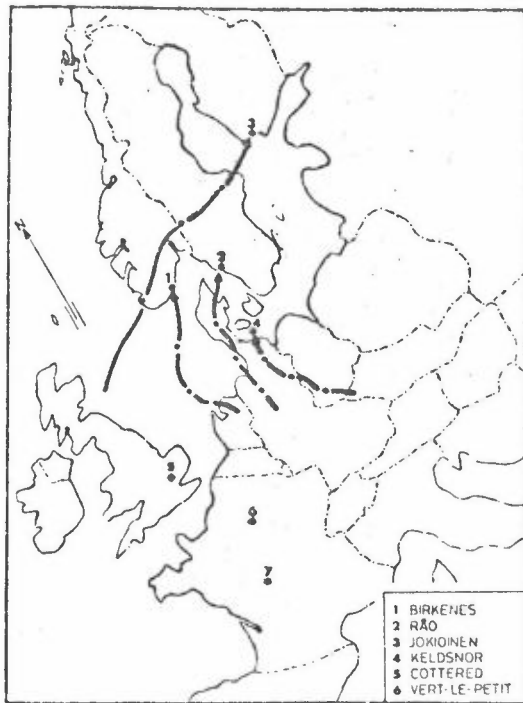 3
2
1
4
N
5
6
7
1 BIRKENES
2 RÅO
3 JOKIOINEN
4 KELDSNOR
5 COTTERED
6 VERT-LE-PETIT